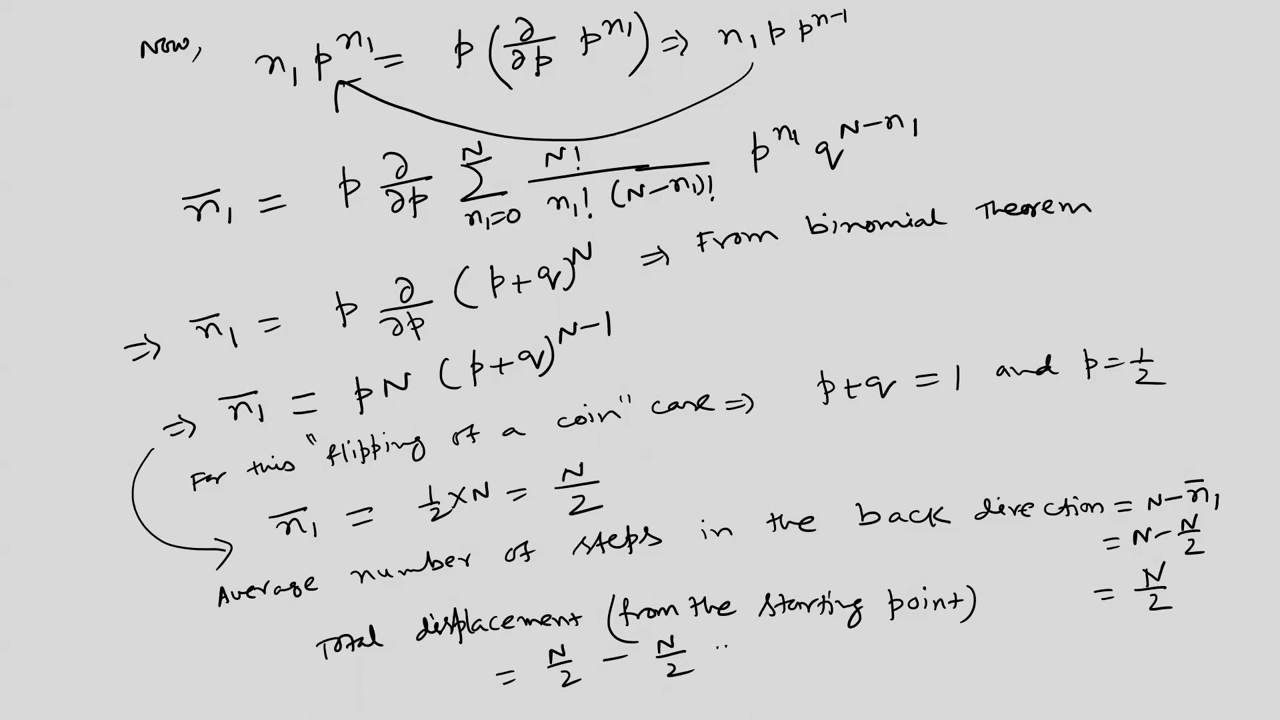 Now, n₁ p^{n₁} = p (∂/∂p p^{n₁}) ⇒ n₁ p p^{n-1}
n̅₁ = p ∂/∂p Σ_{n₁=0}^{N} N!/(n₁! (N-n₁)!) p^{n₁} q^{N-n₁}
⇒ n̅₁ = p ∂/∂p (p+q)^N ⇒ From binomial Theorem
⇒ n̅₁ = pN (p+q)^{N-1}
For this "flipping of a coin" case ⇒ p+q = 1 and p = 1/2
n̅₁ = 1/2 × N = N/2
Average number of steps in the back direction = N - n̅₁
= N - N/2
= N/2
Total displacement (from the starting point)
= N/2 - N/2